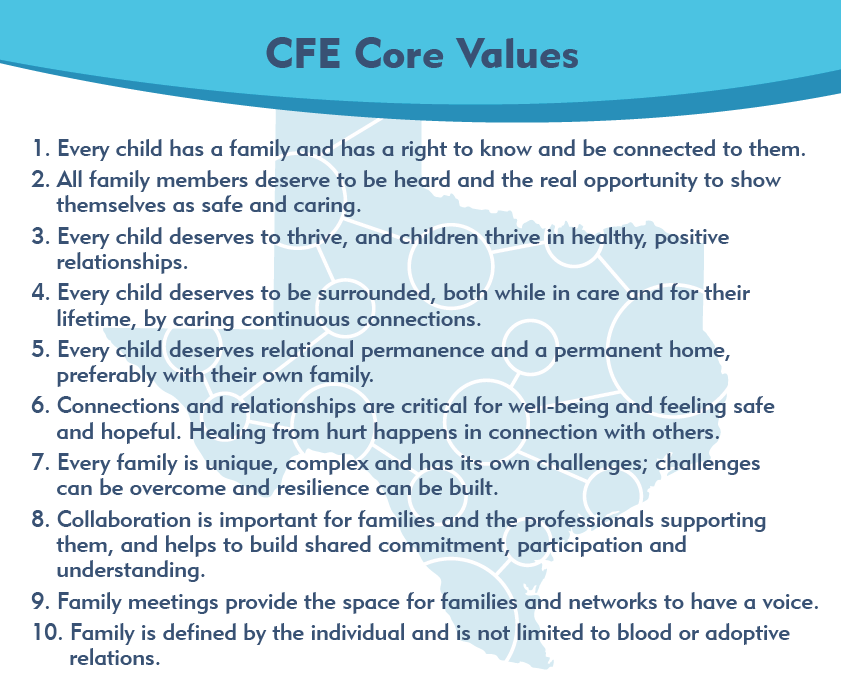 CFE Core Values
1. Every child has a family and has a right to know and be connected to them.
2. All family members deserve to be heard and the real opportunity to show
themselves as safe and caring.
3. Every child deserves to thrive, and children thrive in healthy, positive
relationships.
4. Every child deserves to be surrounded, both while in care and for their
lifetime, by caring continuous connections.
5. Every child deserves relational permanence and a permanent home,
preferably with their own family.
6. Connections and relationships are critical for well-being and feeling safe
and hopeful. Healing from hurt happens in connection with others.
7. Every family is unique, complex and has its own challenges; challenges
can be overcome and resilience can be built.
8. Collaboration is important for families and the professionals supporting
them, and helps to build shared commitment, participation and
understanding.
9. Family meetings provide the space for families and networks to have a voice.
10. Family is defined by the individual and is not limited to blood or adoptive
relations.